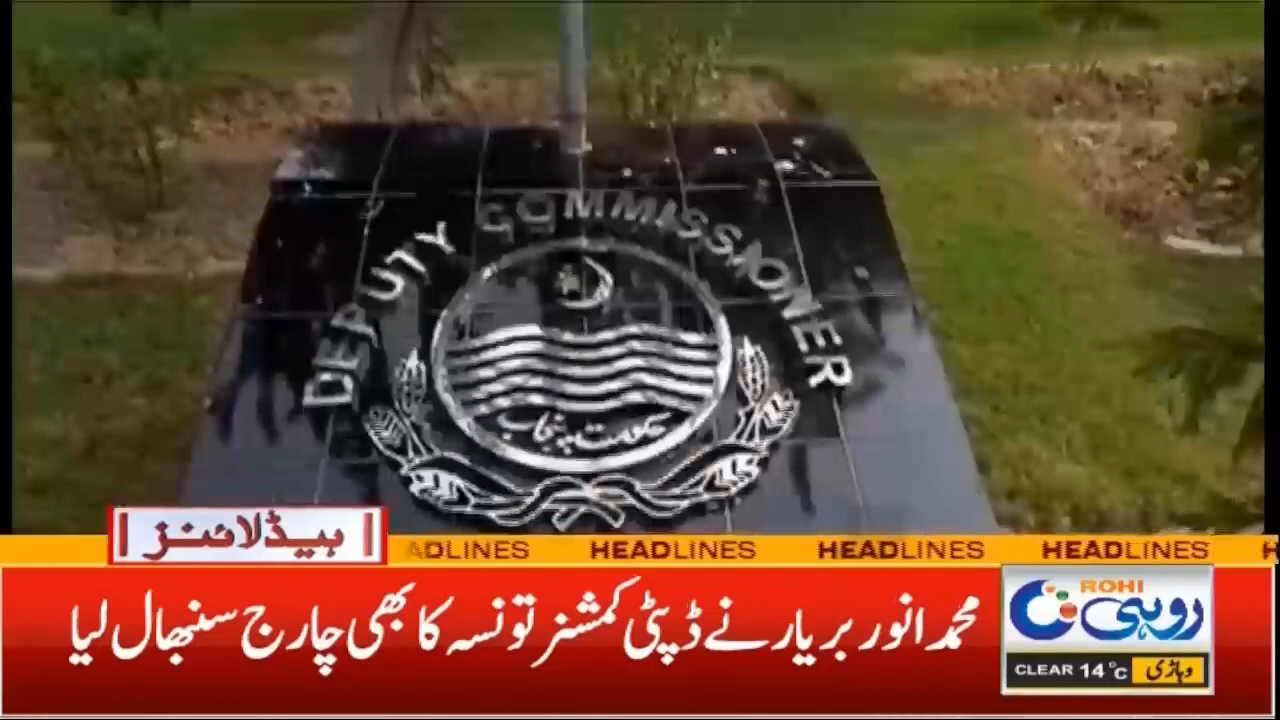 DEPUTY COMMISSIONER
حکومت پنجاب
ہیڈلائنز
ADLINES HEADLINES HEADLINES HEADLINES H
محمد انور بریار نے ڈپٹی کمشنر تونسہ کا بھی چارج سنبھال لیا
ROHI
روہی
CLEAR 14°C وہاڑی